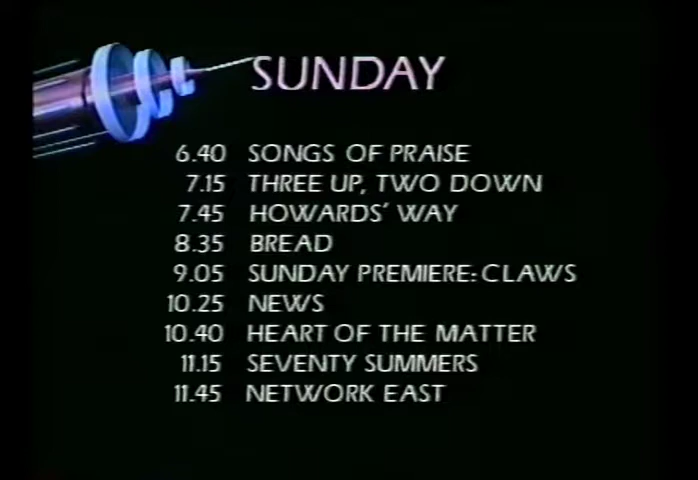 SUNDAY
6.40 SONGS OF PRAISE
7.15 THREE UP, TWO DOWN
7.45 HOWARDS' WAY
8.35 BREAD
9.05 SUNDAY PREMIERE: CLAWS
10.25 NEWS
10.40 HEART OF THE MATTER
11.15 SEVENTY SUMMERS
11.45 NETWORK EAST